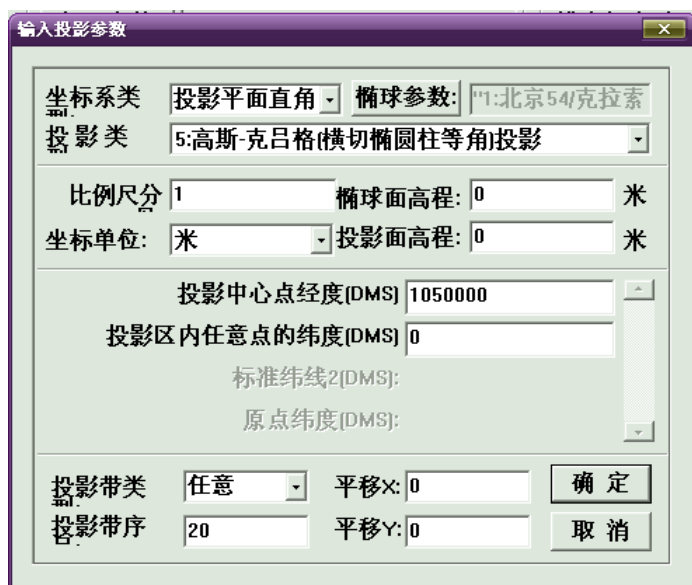 输入投影参数
坐标系类 投影平面直角 椭球参数: "1:北京54/克拉索
投影类 5:高斯-克吕格(横切椭圆柱等角)投影
比例尺分 1 椭球面高程: 0 米
坐标单位: 米 投影面高程: 0 米
投影中心点经度(DMS) 1050000
投影区内任意点的纬度(DMS) 0
标准纬线2(DMS):
原点纬度(DMS):
投影带类 任意 平移X: 0 确 定
投影带序 20 平移Y: 0 取 消